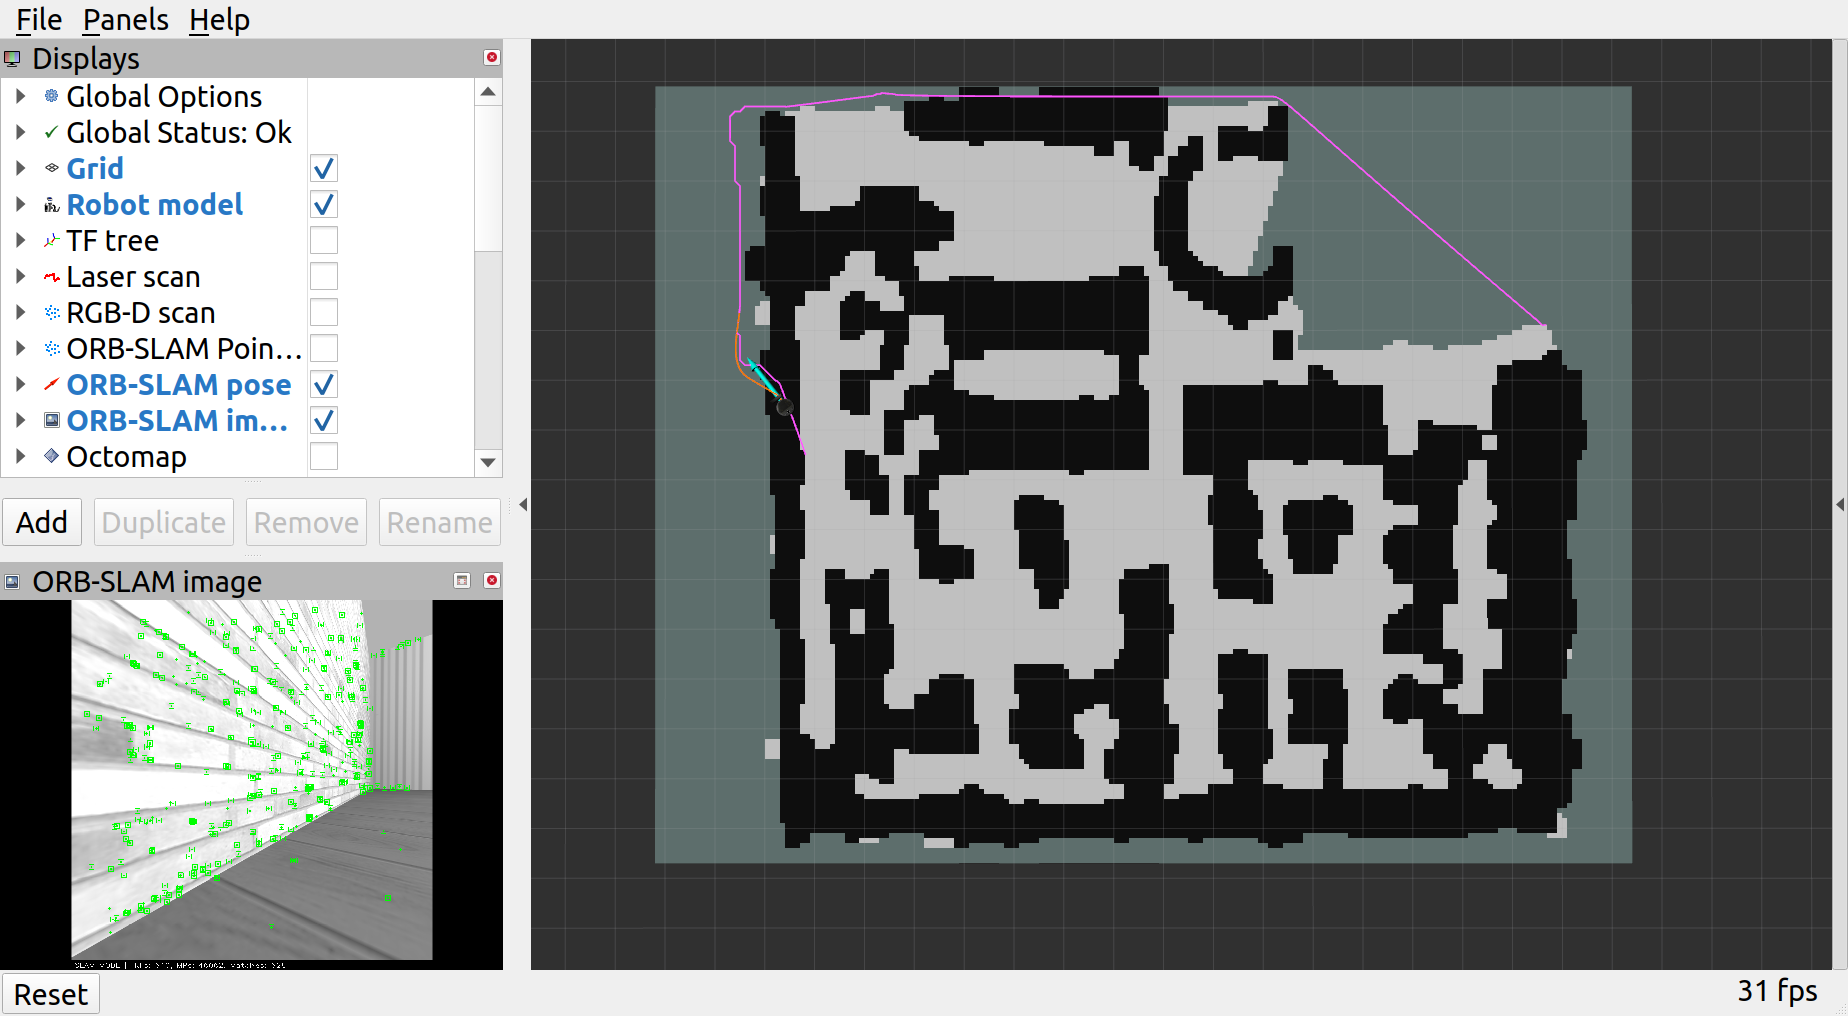 File Panels Help
Displays
Global Options
Global Status: Ok
Grid
Robot model
TF tree
Laser scan
RGB-D scan
ORB-SLAM Poin...
ORB-SLAM pose
ORB-SLAM im...
Octomap
Add Duplicate Remove Rename
ORB-SLAM image
SLAM MODE |
Reset
31 fps